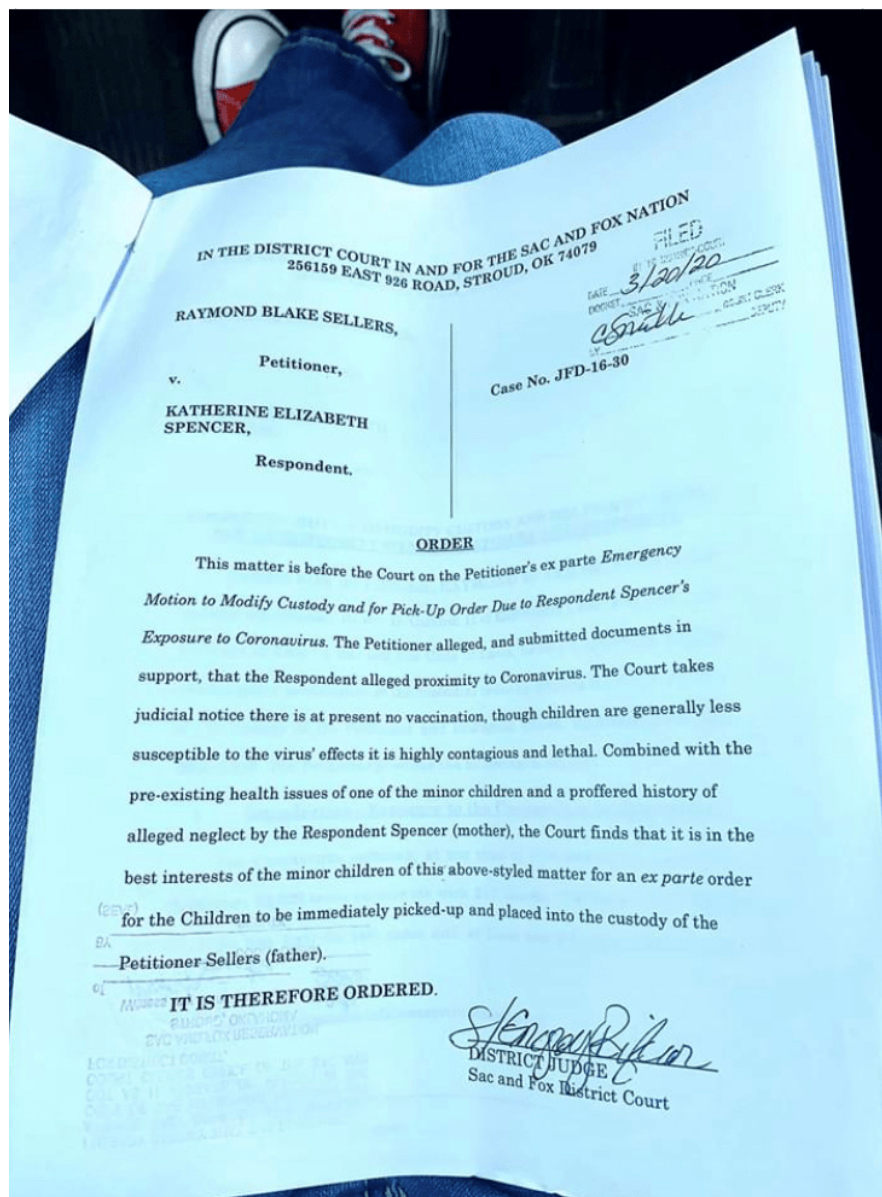 IN THE DISTRICT COURT IN AND FOR THE SAC AND FOX NATION
256159 EAST 926 ROAD, STROUD, OK 74079
FILED
DATE 3/20/20
DOCKET
COURT CLERK
DEPUTY
RAYMOND BLAKE SELLERS,
Petitioner,
v.
KATHERINE ELIZABETH
SPENCER,
Respondent.
Case No. JFD-16-30
ORDER
This matter is before the Court on the Petitioner's ex parte Emergency
Motion to Modify Custody and for Pick-Up Order Due to Respondent Spencer's
Exposure to Coronavirus. The Petitioner alleged, and submitted documents in
support, that the Respondent alleged proximity to Coronavirus. The Court takes
judicial notice there is at present no vaccination, though children are generally less
susceptible to the virus' effects it is highly contagious and lethal. Combined with the
pre-existing health issues of one of the minor children and a proffered history of
alleged neglect by the Respondent Spencer (mother), the Court finds that it is in the
best interests of the minor children of this above-styled matter for an ex parte order
for the Children to be immediately picked-up and placed into the custody of the
Petitioner Sellers (father).
IT IS THEREFORE ORDERED.
DISTRICT JUDGE
Sac and Fox District Court